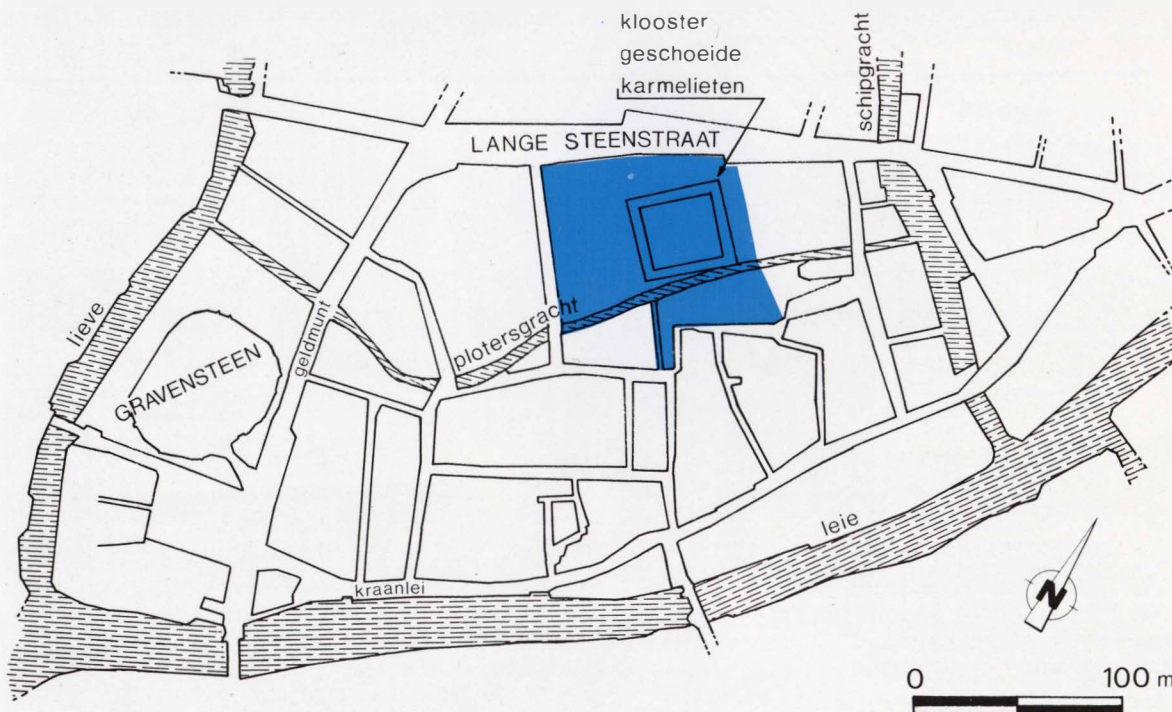 klooster
geschoeide
karmelieten
schipgracht
LANGE STEENSTRAAT
lieve
geldmunt
plotersgracht
GRAVENSTEEN
leie
kraanlei
N
0 100 m